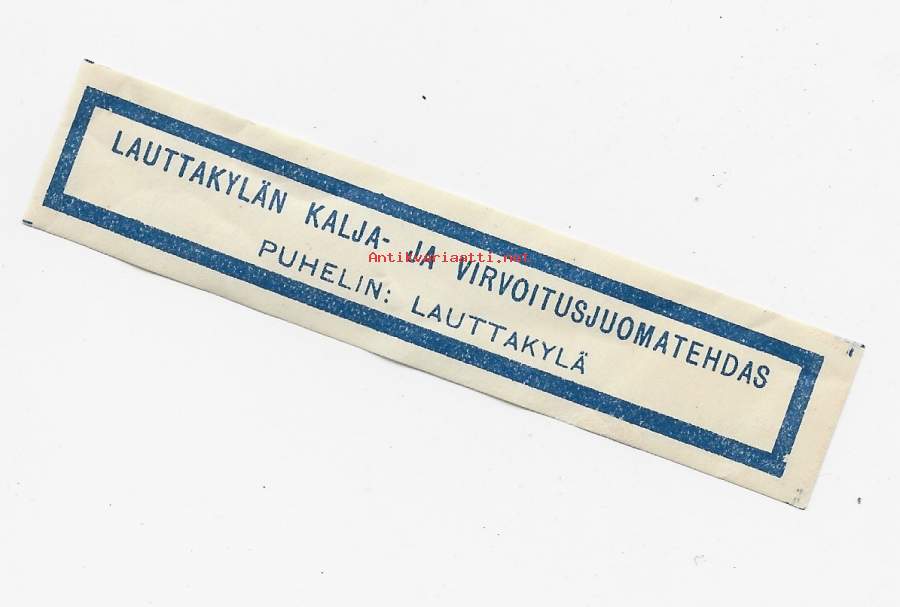 LAUTTAKYLÄN KALJA- JA VIRVOITUSJUOMATEHDAS
PUHELIN: LAUTTAKYLÄ
Antikvariaatti.net